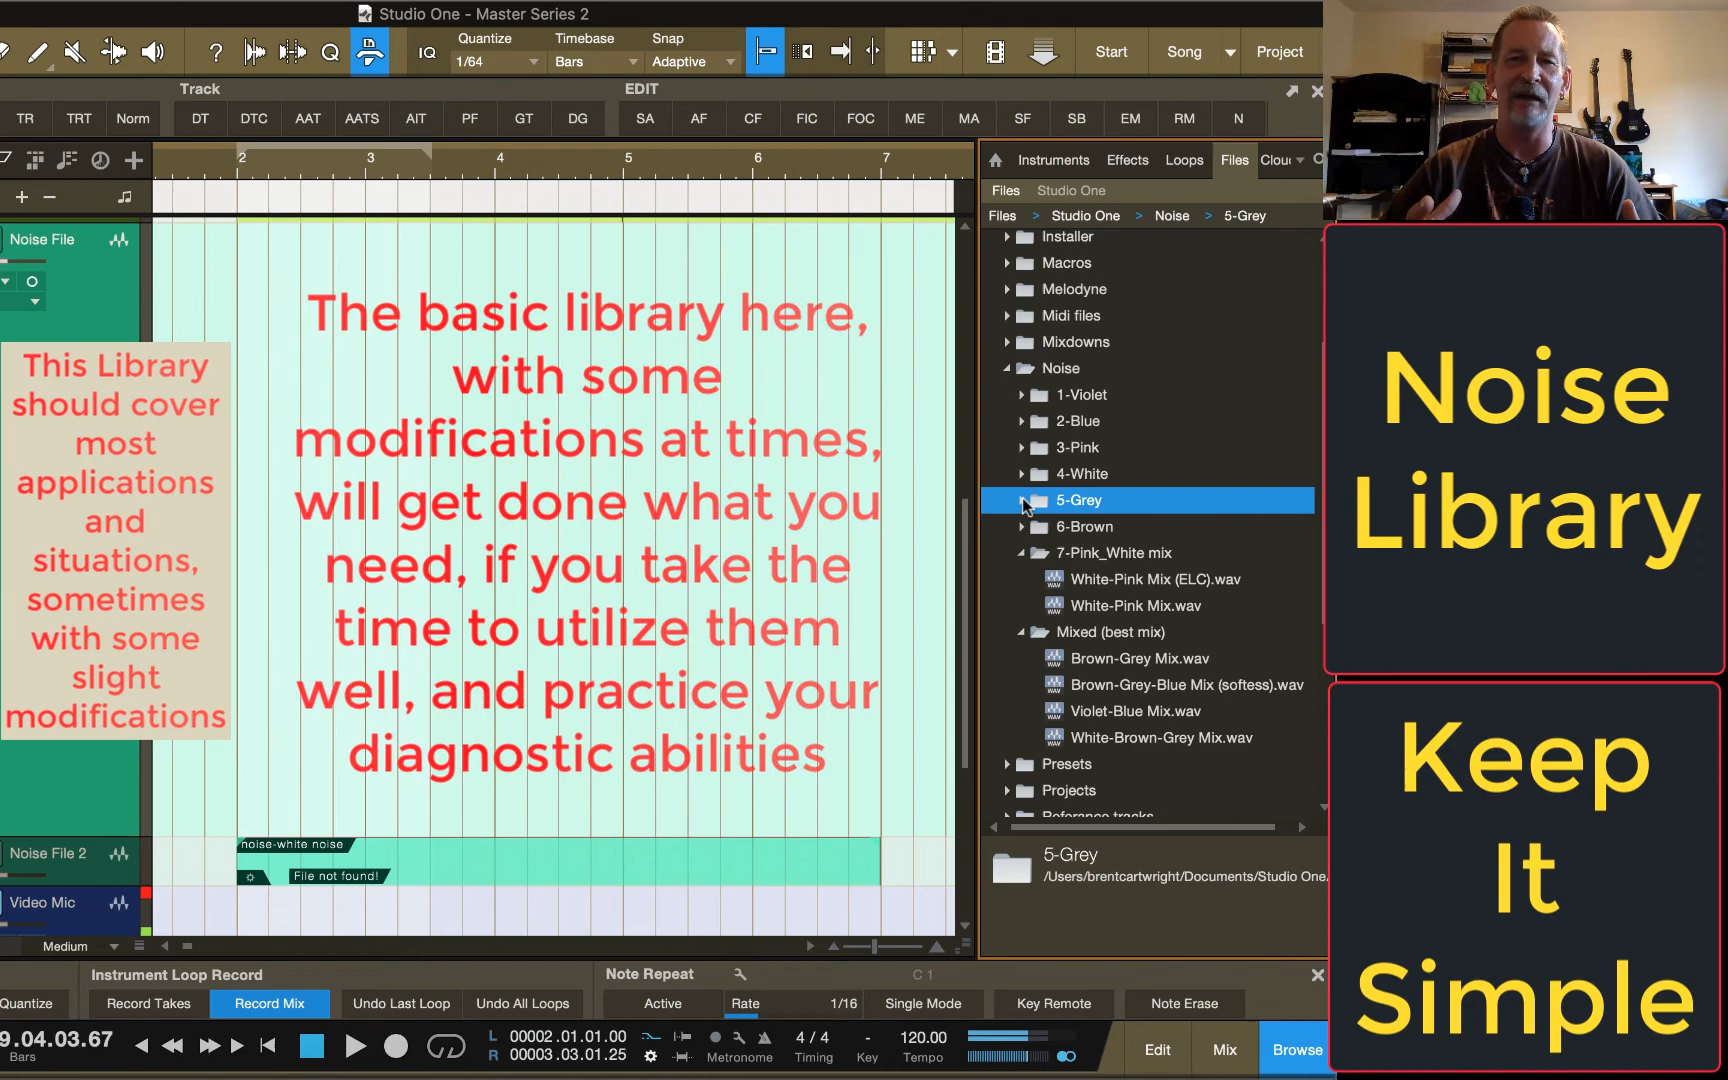 Studio One - Master Series 2
IQ
Quantize
1/64
Timebase
Bars
Snap
Adaptive
Start
Song
Project
Track
EDIT
TR TRT Norm DT DTC AAT AATS AIT PF GT DG SA AF CF FIC FOC ME MA SF SB EM RM N
2 3 4 5 6 7
Instruments Effects Loops Files Clou
Files Studio One
Files > Studio One > Noise > 5-Grey
Installer
Macros
Melodyne
Midi files
Mixdowns
Noise
1-Violet
2-Blue
3-Pink
4-White
5-Grey
6-Brown
7-Pink_White mix
White-Pink Mix (ELC).wav
White-Pink Mix.wav
Mixed (best mix)
Brown-Grey Mix.wav
Brown-Grey-Blue Mix (softess).wav
Violet-Blue Mix.wav
White-Brown-Grey Mix.wav
Presets
Projects
Reference tracks
5-Grey
/Users/brentcartwright/Documents/Studio One/
Noise File
This Library
should cover
most
applications
and
situations,
sometimes
with some
slight
modifications
The basic library here,
with some
modifications at times,
will get done what you
need, if you take the
time to utilize them
well, and practice your
diagnostic abilities
Noise
Library
Keep
It
Simple
Noise File 2
noise-white noise
File not found!
Video Mic
Medium
Instrument Loop Record
Note Repeat
C 1
Quantize Record Takes Record Mix Undo Last Loop Undo All Loops Active Rate 1/16 Single Mode Key Remote Note Erase
9.04.03.67
Bars
L 00002.01.01.00
R 00003.03.01.25
Metronome
4 / 4
Timing
-
Key
120.00
Tempo
Edit
Mix
Browse